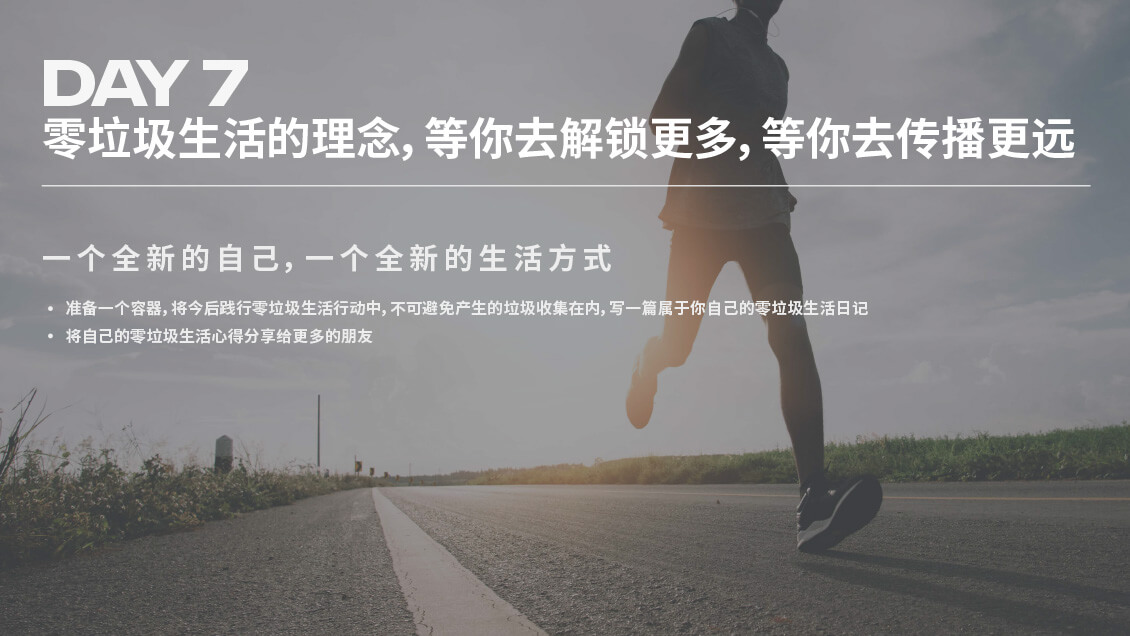 DAY 7
零垃圾生活的理念，等你去解锁更多，等你去传播更远
一个全新的自己，一个全新的生活方式
• 准备一个容器，将今后践行零垃圾生活行动中，不可避免产生的垃圾收集在内，写一篇属于你自己的零垃圾生活日记
• 将自己的零垃圾生活心得分享给更多的朋友